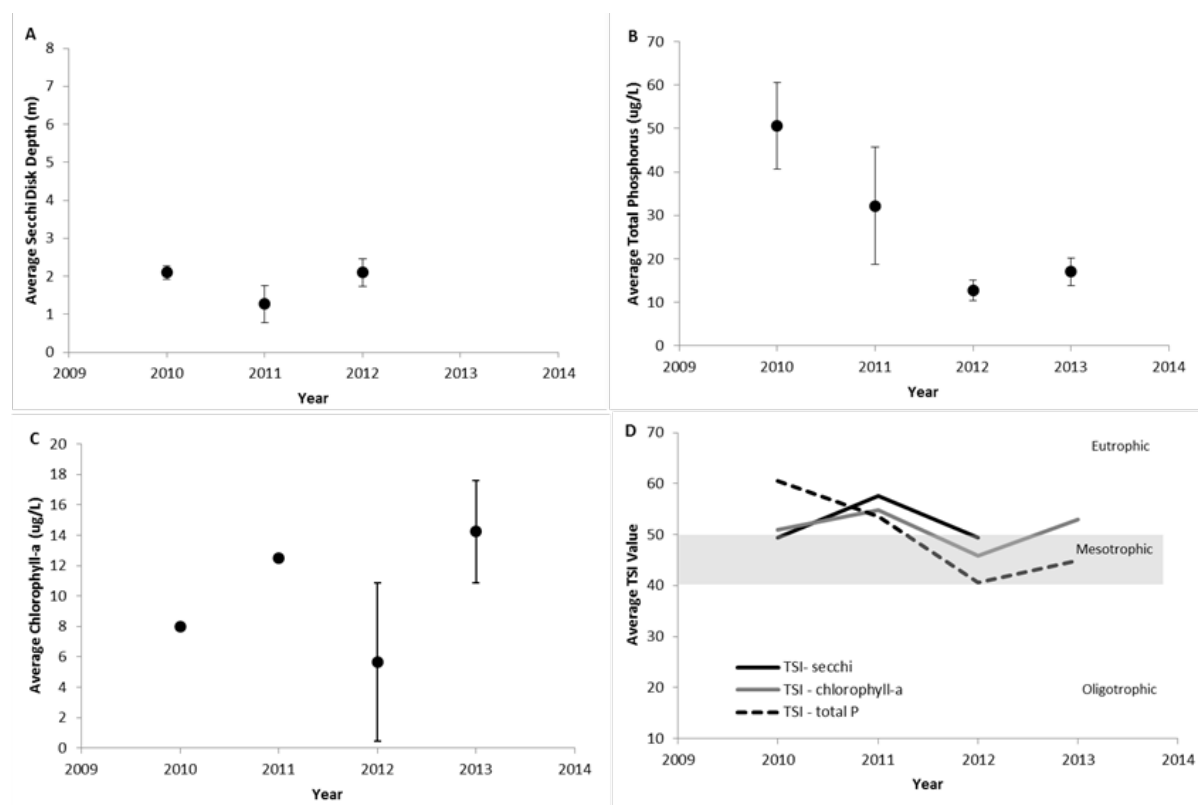 A
Average Secchi Disk Depth (m)
8
7
6
5
4
3
2
1
0
2009 2010 2011 2012 2013 2014
Year
B
Average Total Phosphorus (ug/L)
70
60
50
40
30
20
10
0
2009 2010 2011 2012 2013 2014
Year
C
Average Chlorophyll-a (ug/L)
20
18
16
14
12
10
8
6
4
2
0
2009 2010 2011 2012 2013 2014
Year
D
Average TSI Value
70
60
50
40
30
20
10
Eutrophic
Mesotrophic
Oligotrophic
TSI- secchi
TSI - chlorophyll-a
TSI - total P
2009 2010 2011 2012 2013 2014
Year